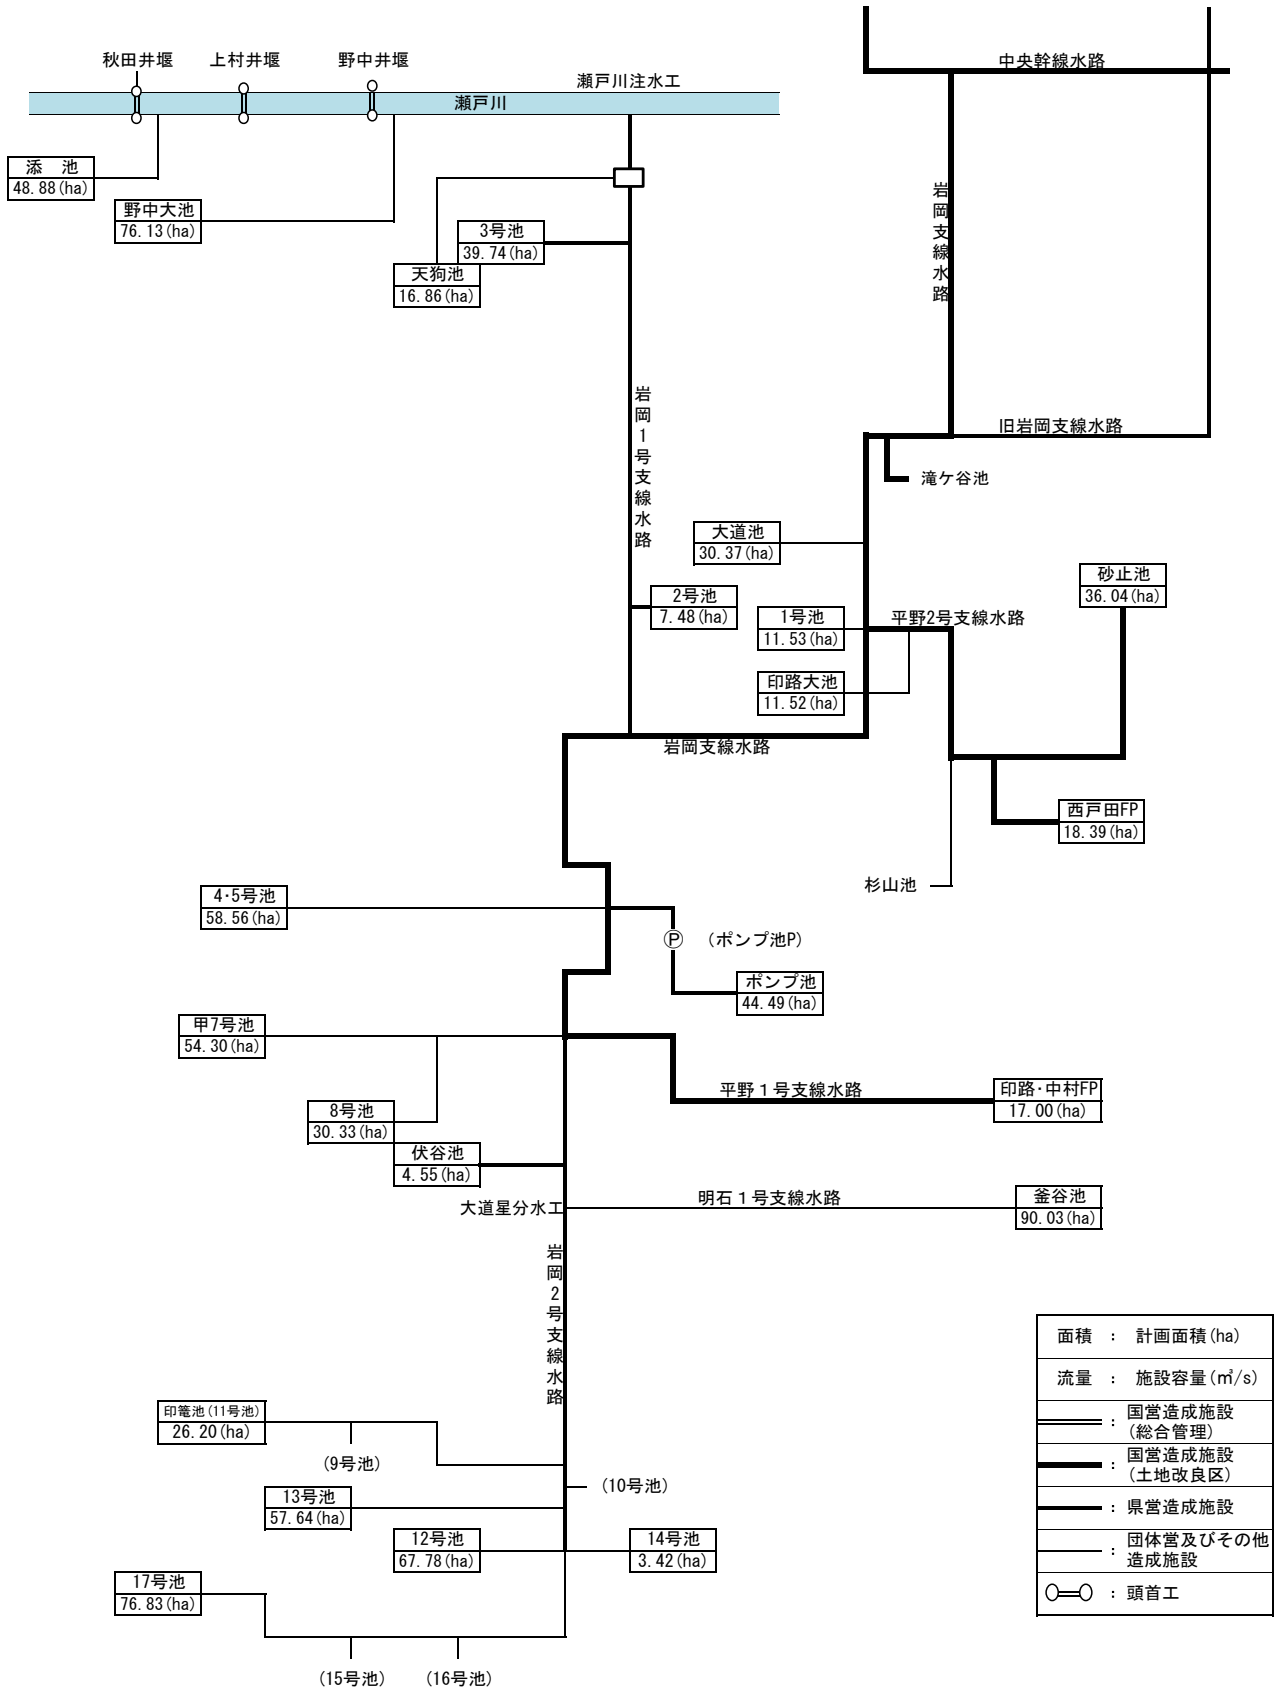 中央幹線水路
秋田井堰
上村井堰
野中井堰
瀬戸川注水工
瀬戸川
添　池
48.88(ha)
野中大池
76.13(ha)
3号池
39.74(ha)
天狗池
16.86(ha)
岩岡支線水路
岩岡1号支線水路
旧岩岡支線水路
滝ケ谷池
大道池
30.37(ha)
砂止池
36.04(ha)
2号池
7.48(ha)
1号池
11.53(ha)
平野2号支線水路
印路大池
11.52(ha)
岩岡支線水路
西戸田FP
18.39(ha)
杉山池
4・5号池
58.56(ha)
Ⓟ
(ポンプ池P)
ポンプ池
44.49(ha)
甲7号池
54.30(ha)
平野1号支線水路
印路・中村FP
17.00(ha)
8号池
30.33(ha)
伏谷池
4.55(ha)
大道星分水工
明石1号支線水路
釜谷池
90.03(ha)
岩岡2号支線水路
印篭池(11号池)
26.20(ha)
(9号池)
(10号池)
13号池
57.64(ha)
12号池
67.78(ha)
14号池
3.42(ha)
17号池
76.83(ha)
(15号池)
(16号池)
面積 : 計画面積(ha)
流量 : 施設容量(㎥/s)
: 国営造成施設
(総合管理)
: 国営造成施設
(土地改良区)
: 県営造成施設
: 団体営及びその他
造成施設
: 頭首工